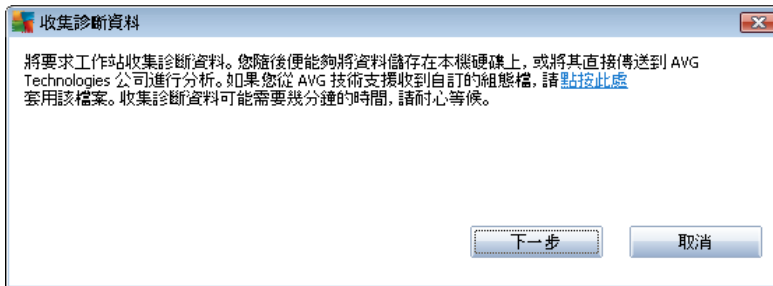 收集診斷資料
將要求工作站收集診斷資料。您隨後便能夠將資料儲存在本機硬碟上, 或將其直接傳送到 AVG
Technologies 公司進行分析。如果您從 AVG 技術支援收到自訂的組態檔, 請點按此處
套用該檔案。收集診斷資料可能需要幾分鐘的時間, 請耐心等候。
下一步
取消